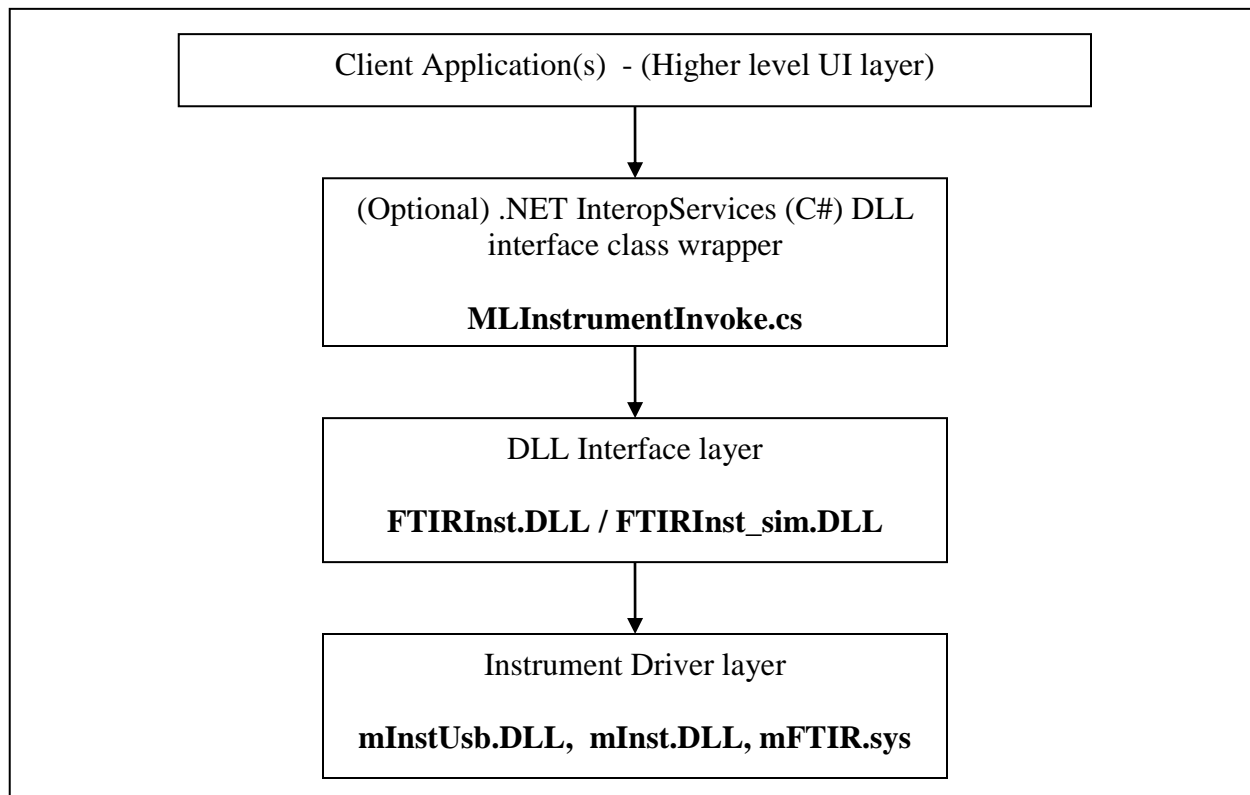 Client Application(s)  - (Higher level UI layer)
(Optional) .NET InteropServices (C#) DLL
interface class wrapper
MLInstrumentInvoke.cs
DLL Interface layer
FTIRInst.DLL / FTIRInst_sim.DLL
Instrument Driver layer
mInstUsb.DLL,  mInst.DLL, mFTIR.sys